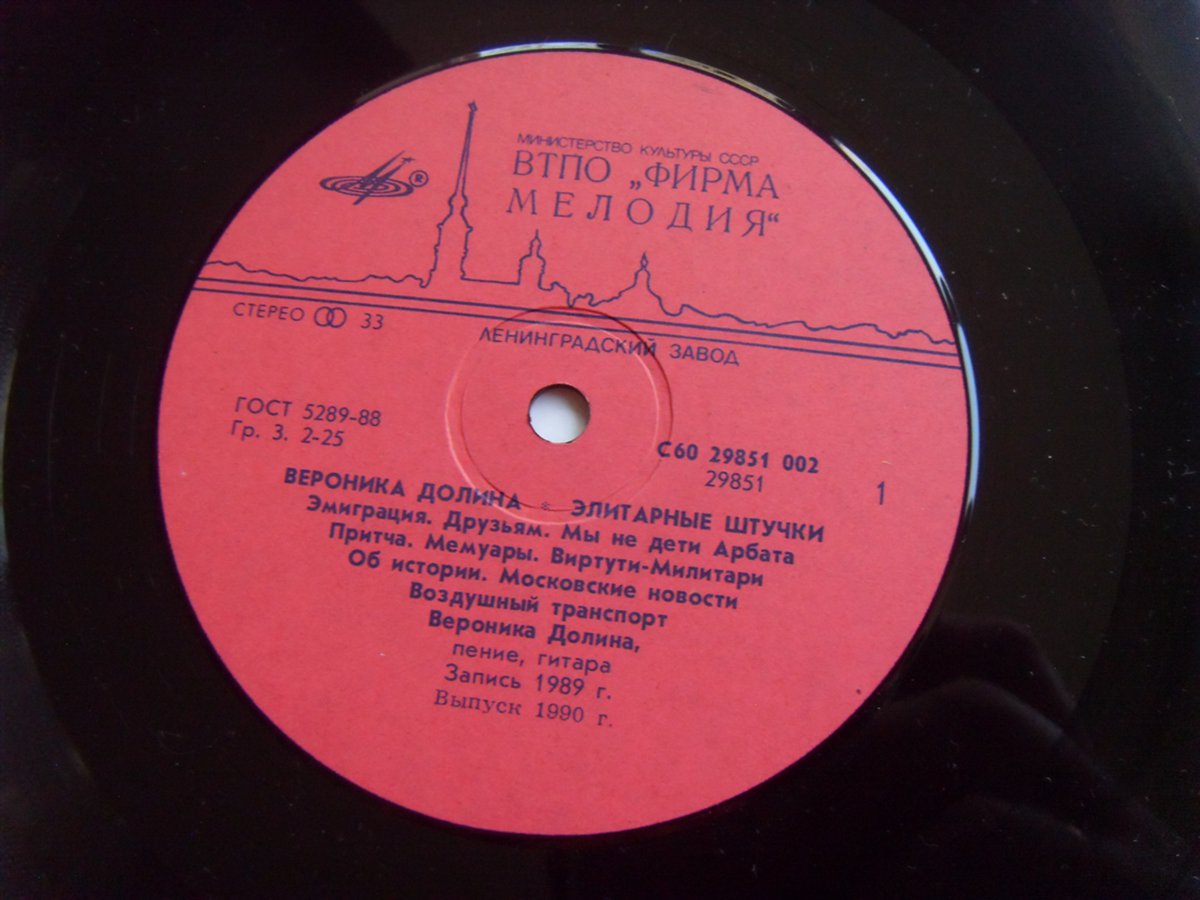 МИНИСТЕРСТВО КУЛЬТУРЫ СССР
ВТПО „ФИРМА
МЕЛОДИЯ“
®
СТЕРЕО 33
ЛЕНИНГРАДСКИЙ ЗАВОД
ГОСТ 5289-88
Гр. 3. 2-25
С60 29851 002
29851
1
ВЕРОНИКА ДОЛИНА * ЭЛИТАРНЫЕ ШТУЧКИ
Эмиграция. Друзьям. Мы не дети Арбата
Притча. Мемуары. Виртути-Милитари
Об истории. Московские новости
Воздушный транспорт
Вероника Долина,
пение, гитара
Запись 1989 г.
Выпуск 1990 г.